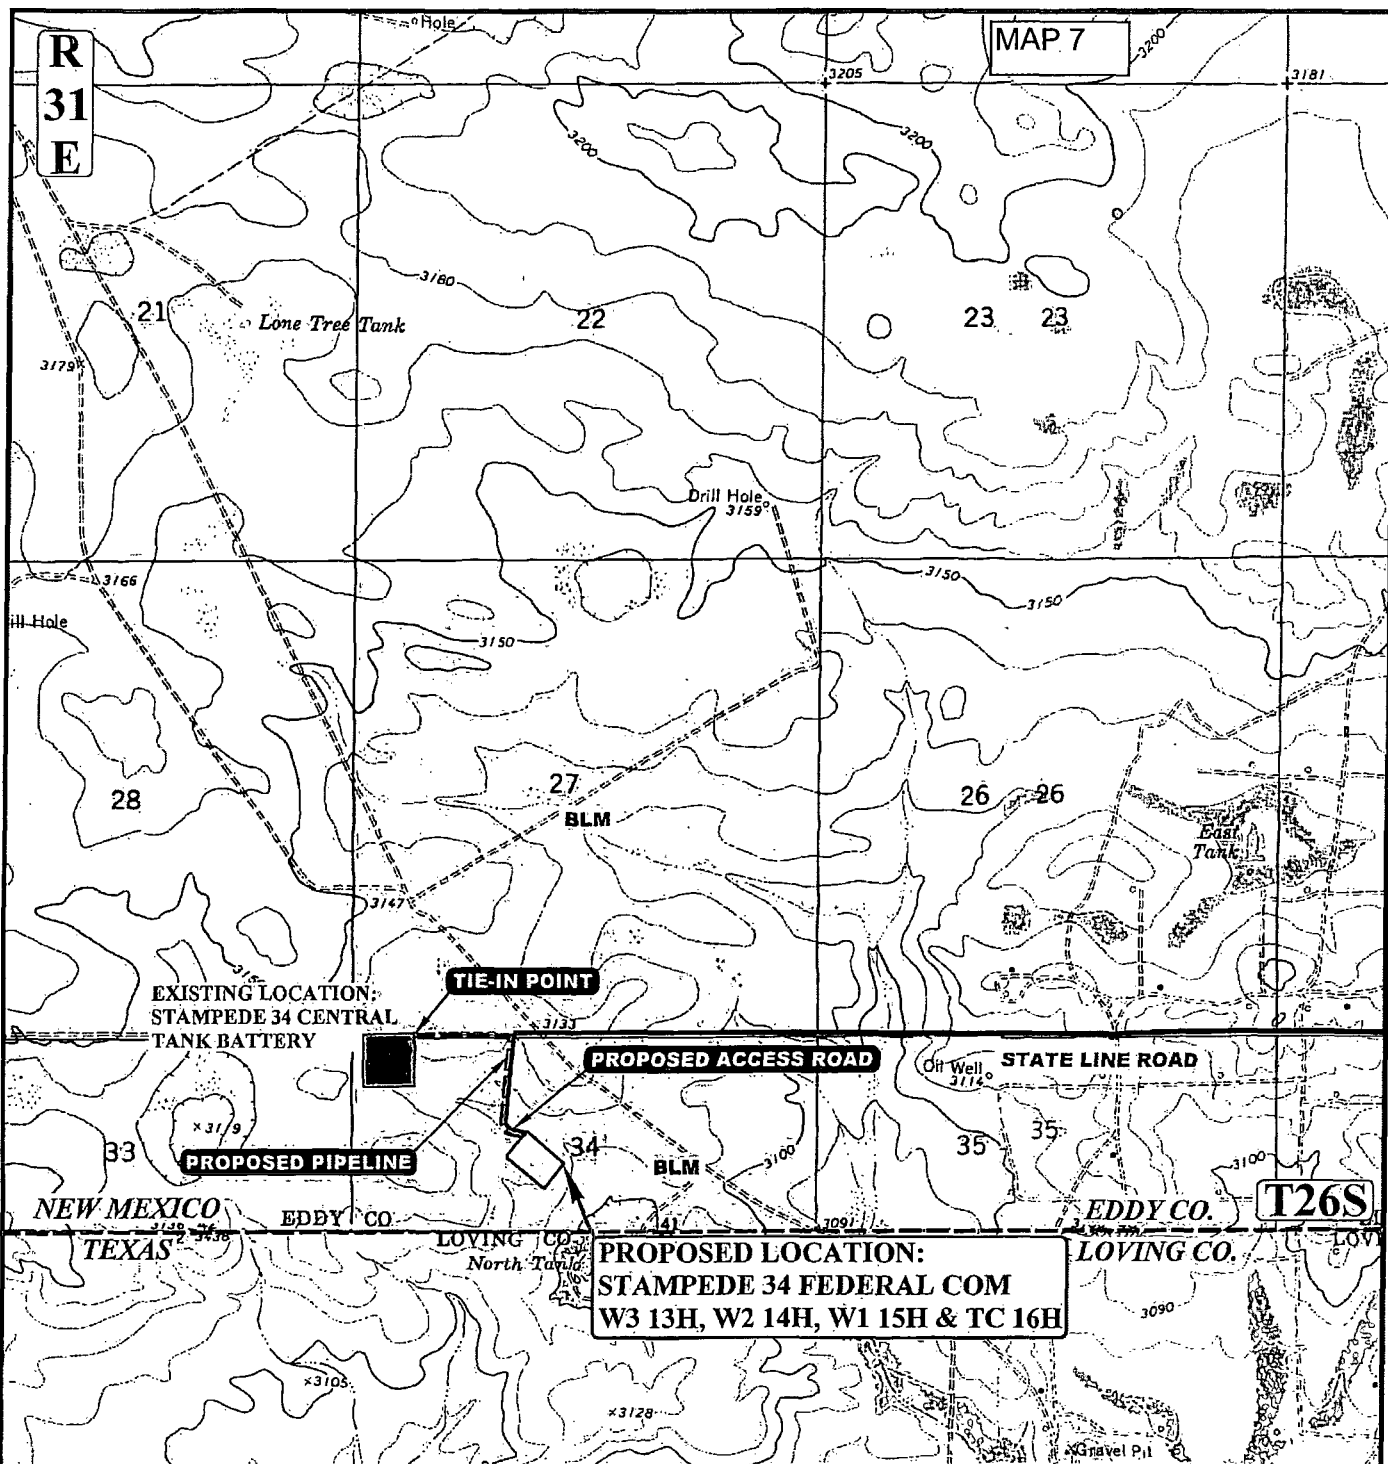 Hole
R
31
E
MAP 7
3200
3205
3181
3200
3200
3180
21
Lone Tree Tank
22
23
23
3179
Drill Hole
3159
3166
ill Hole
3150
3150
3150
28
27
BLM
26
26
East
Tank
3147
EXISTING LOCATION:
STAMPEDE 34 CENTRAL
TANK BATTERY
TIE-IN POINT
3133
PROPOSED ACCESS ROAD
Oil Well
3114
STATE LINE ROAD
33
PROPOSED PIPELINE
34
BLM
3100
35
35
3100
T26S
NEW MEXICO
EDDY CO
3091
EDDY CO.
TEXAS
LOVING CO
North Tank
LOVING CO.
PROPOSED LOCATION:
STAMPEDE 34 FEDERAL COM
W3 13H, W2 14H, W1 15H & TC 16H
3090
×3105
×3128
Gravel Pit